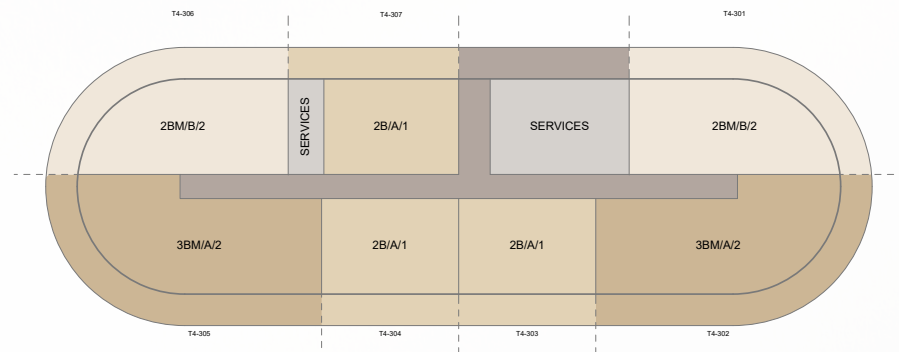 T4-306
T4-307
T4-301
2BM/B/2
SERVICES
2B/A/1
SERVICES
2BM/B/2
3BM/A/2
2B/A/1
2B/A/1
3BM/A/2
T4-305
T4-304
T4-303
T4-302